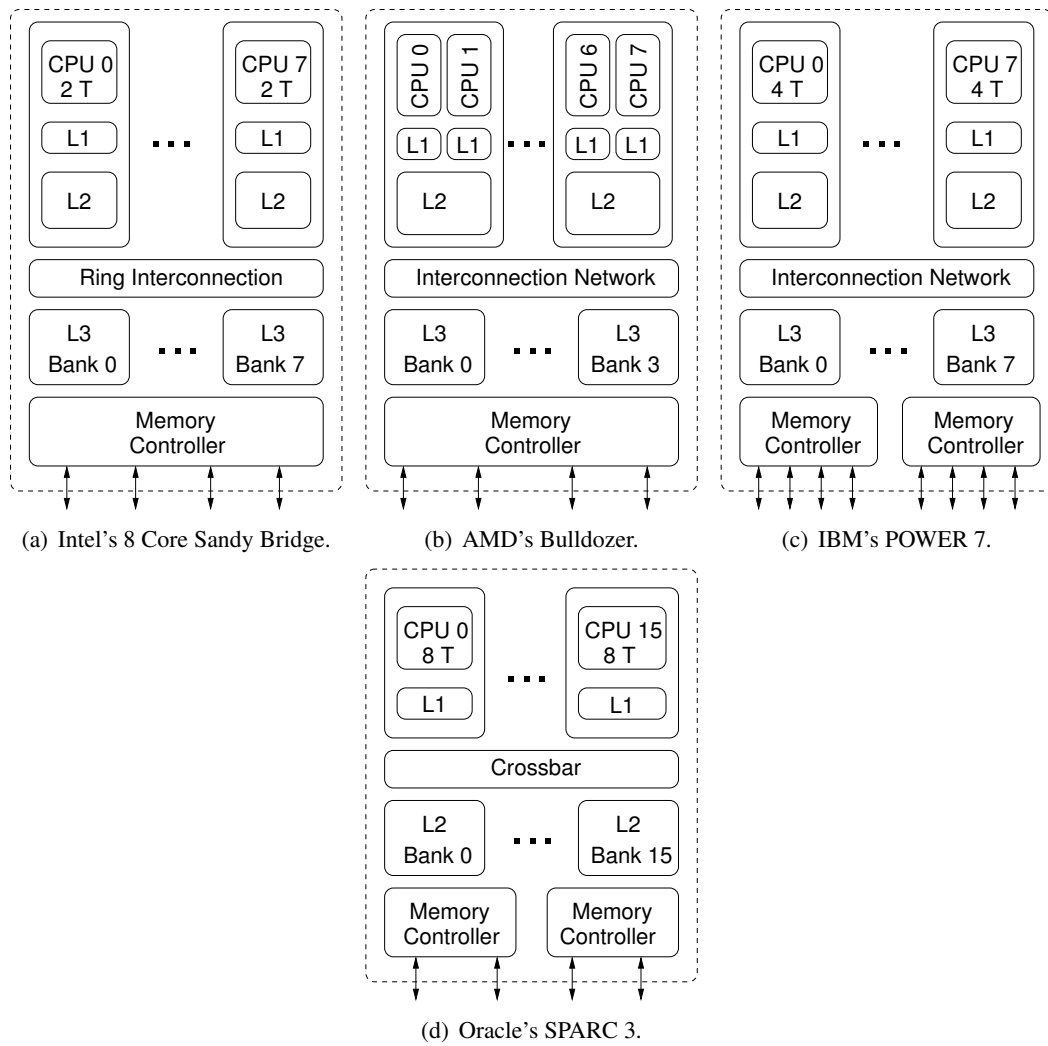 CPU 0
2 T
L1
L2
CPU 7
2 T
L1
L2
Ring Interconnection
L3
Bank 0
L3
Bank 7
Memory
Controller
(a) Intel's 8 Core Sandy Bridge.
CPU 0
CPU 1
L1
L1
L2
CPU 6
CPU 7
L1
L1
L2
Interconnection Network
L3
Bank 0
L3
Bank 3
Memory
Controller
(b) AMD's Bulldozer.
CPU 0
4 T
L1
L2
CPU 7
4 T
L1
L2
Interconnection Network
L3
Bank 0
L3
Bank 7
Memory
Controller
Memory
Controller
(c) IBM's POWER 7.
CPU 0
8 T
L1
CPU 15
8 T
L1
Crossbar
L2
Bank 0
L2
Bank 15
Memory
Controller
Memory
Controller
(d) Oracle's SPARC 3.